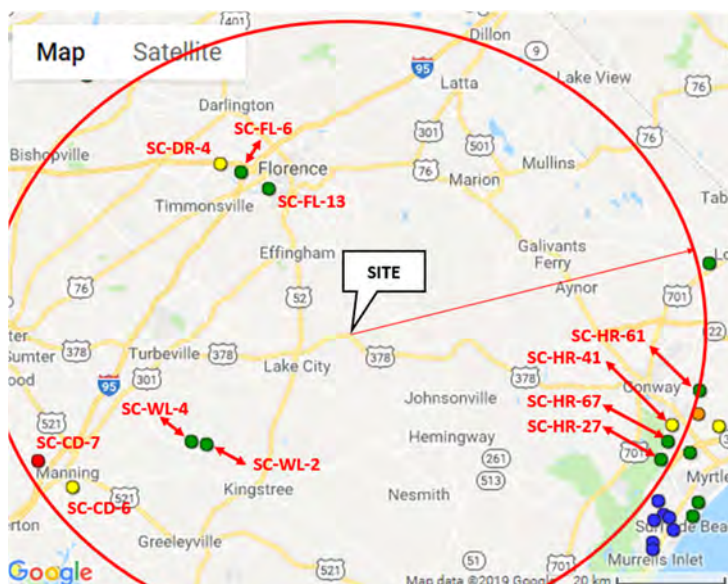 401
Dillon
Map Satellite
9
95
Latta
Lake View
76
Darlington
SC-FL-6
301
SC-DR-4
501
76
Bishopville
Florence
Mullins
76
Marion
SC-FL-13
Timmonsville
Effingham
Galivants
Ferry
SITE
76
52
Aynor
701
22
378
Turbeville
378
SC-HR-61
Sumter
Lake City
378
SC-HR-41
378
Conway
95
301
Johnsonville
SC-WL-4
SC-HR-67
521
Hemingway
SC-HR-27
SC-CD-7
701
261
Manning
SC-WL-2
513
Myrtle
Kingstree
Nesmith
SC-CD-6
521
Greeleyville
51
Murrells Inlet
521
Google
Map data ©2019 Google
20 km